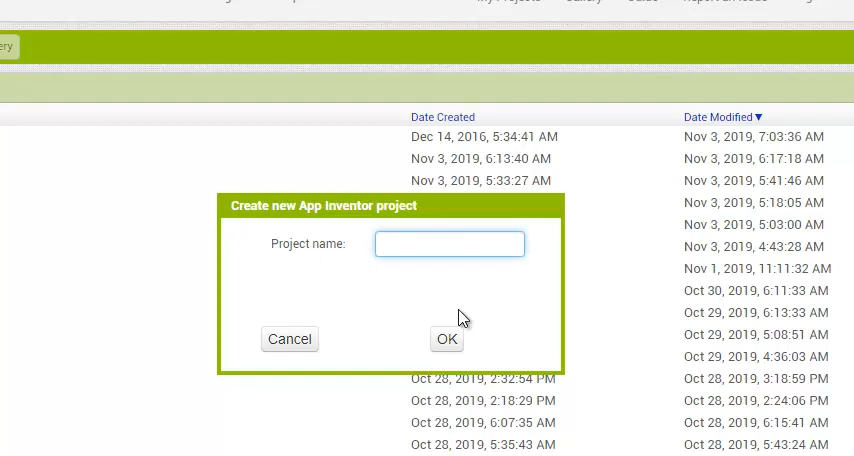 My Projects Gallery Guide Report an Issue
ery
Date Created Date Modified▼
Dec 14, 2016, 5:34:41 AM Nov 3, 2019, 7:03:36 AM
Nov 3, 2019, 6:13:40 AM Nov 3, 2019, 6:17:18 AM
Nov 3, 2019, 5:33:27 AM Nov 3, 2019, 5:41:46 AM
Create new App Inventor project
Nov 3, 2019, 5:18:05 AM
Nov 3, 2019, 5:03:00 AM
Project name:
Nov 3, 2019, 4:43:28 AM
Nov 1, 2019, 11:11:32 AM
Oct 30, 2019, 6:11:33 AM
Oct 29, 2019, 6:13:33 AM
Cancel OK
Oct 29, 2019, 5:08:51 AM
Oct 29, 2019, 4:36:03 AM
Oct 28, 2019, 2:32:54 PM Oct 28, 2019, 3:18:59 PM
Oct 28, 2019, 2:18:29 PM Oct 28, 2019, 2:24:06 PM
Oct 28, 2019, 6:07:35 AM Oct 28, 2019, 6:15:41 AM
Oct 28, 2019, 5:35:43 AM Oct 28, 2019, 5:43:24 AM